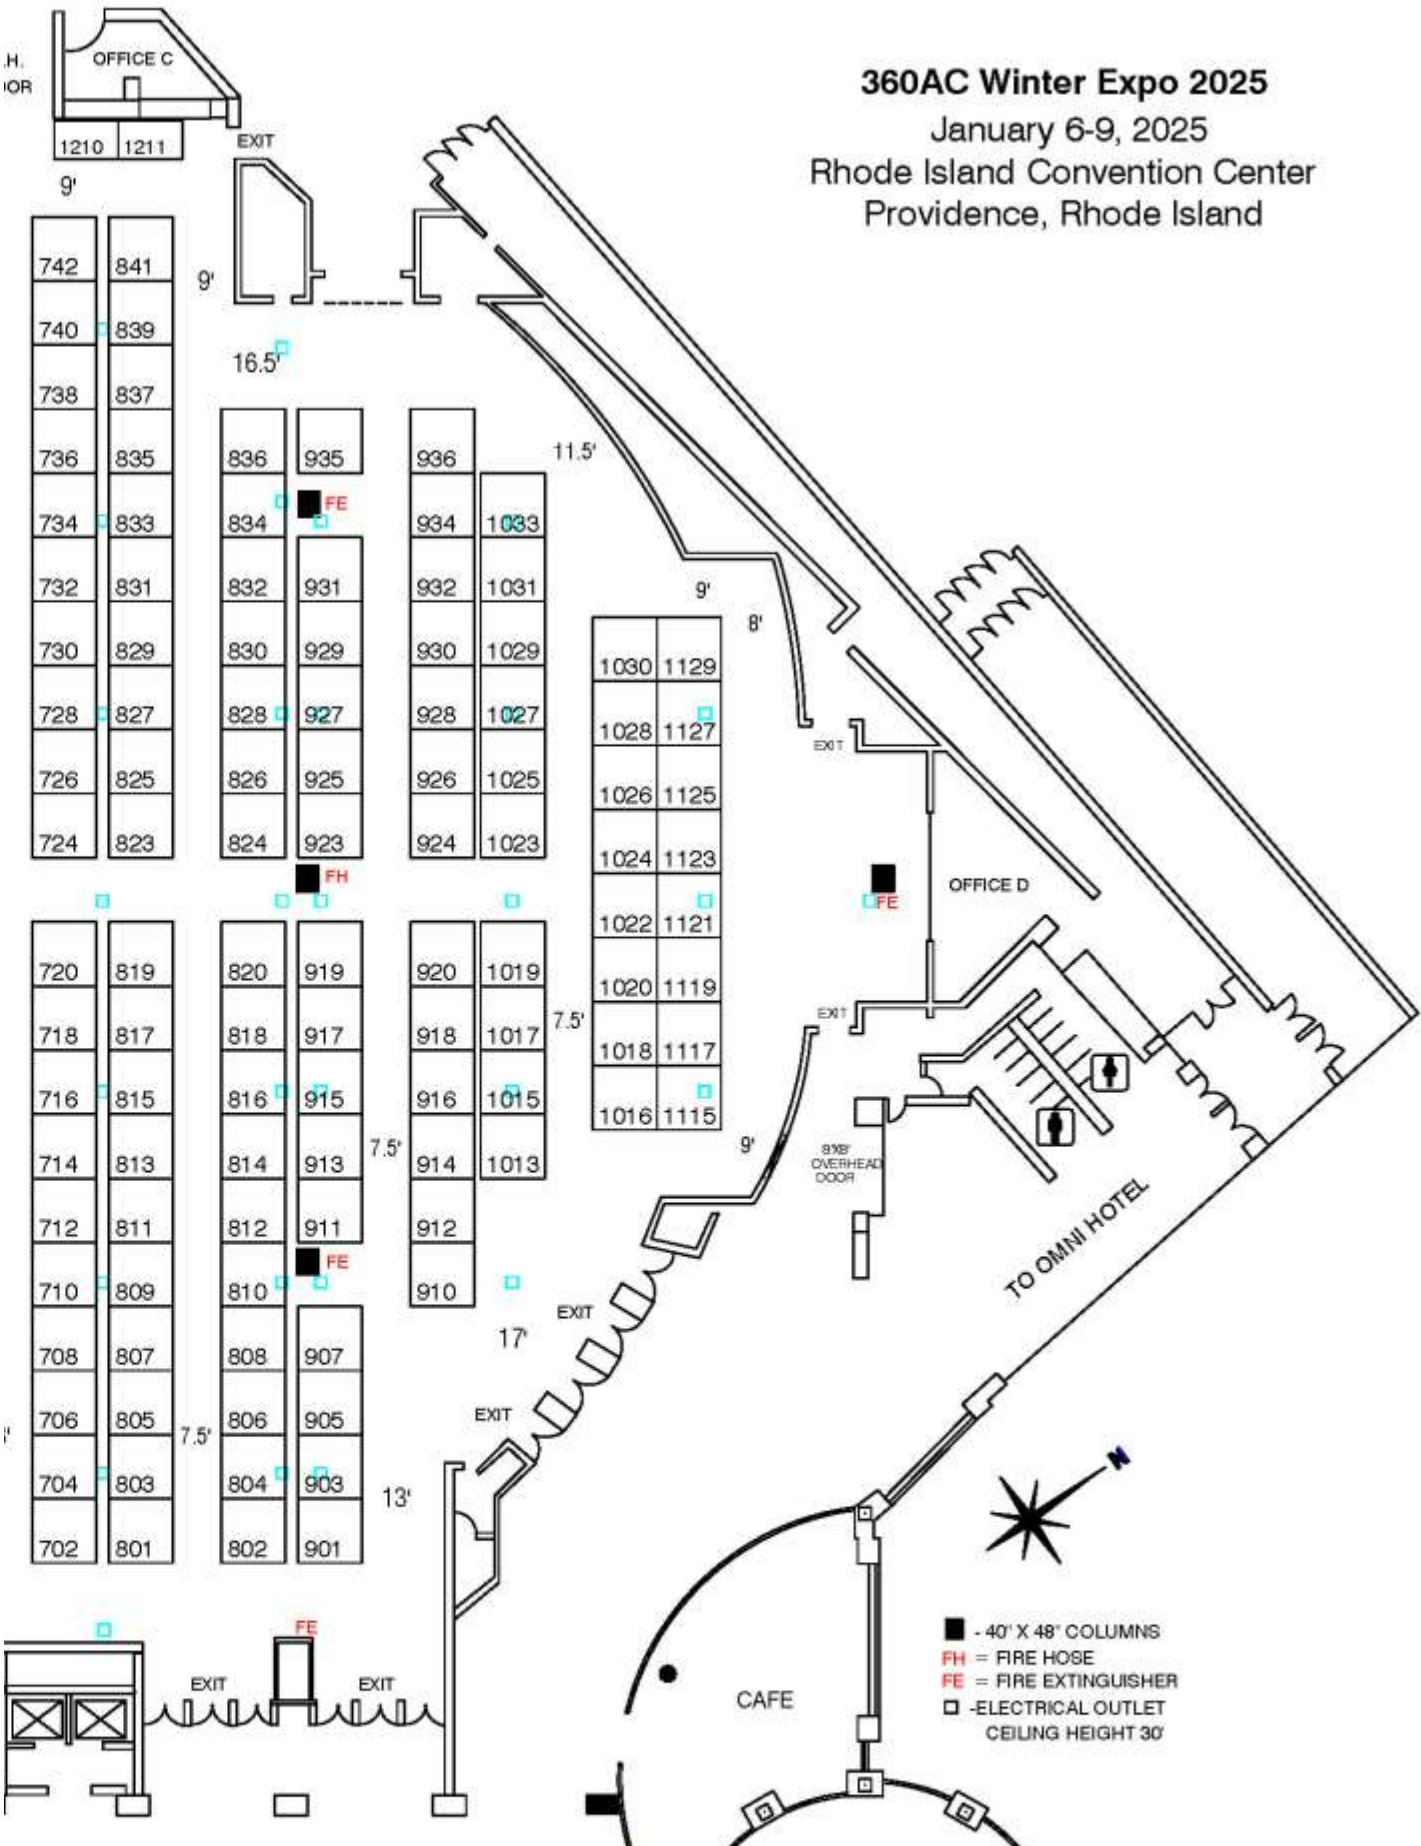 .H.
OOR
OFFICE C
1210 1211
EXIT
9'
360AC Winter Expo 2025
January 6-9, 2025
Rhode Island Convention Center
Providence, Rhode Island
742 841
9'
740 839
16.5'
738 837
736 835 836 935 936
11.5'
FE
734 833 834 934 1033
732 831 832 931 932 1031
9'
8'
730 829 830 929 930 1029
1030 1129
728 827 828 927 928 1027
1028 1127
EXIT
726 825 826 925 926 1025
1026 1125
724 823 824 923 924 1023
1024 1123
FH
OFFICE D
FE
1022 1121
720 819 820 919 920 1019
1020 1119
7.5'
EXIT
718 817 818 917 918 1017
1018 1117
716 815 816 915 916 1015
1016 1115
7.5'
9'
714 813 814 913 914 1013
OVERHEAD
DOOR
712 811 812 911 912
TO OMNI HOTEL
FE
710 809 810 910
EXIT
17'
708 807 808 907
706 805 806 905
EXIT
7.5'
704 803 804 903
13'
N
702 801 802 901
FE
EXIT
EXIT
CAFE
- 40" X 48" COLUMNS
FH = FIRE HOSE
FE = FIRE EXTINGUISHER
-ELECTRICAL OUTLET
CEILING HEIGHT 30'